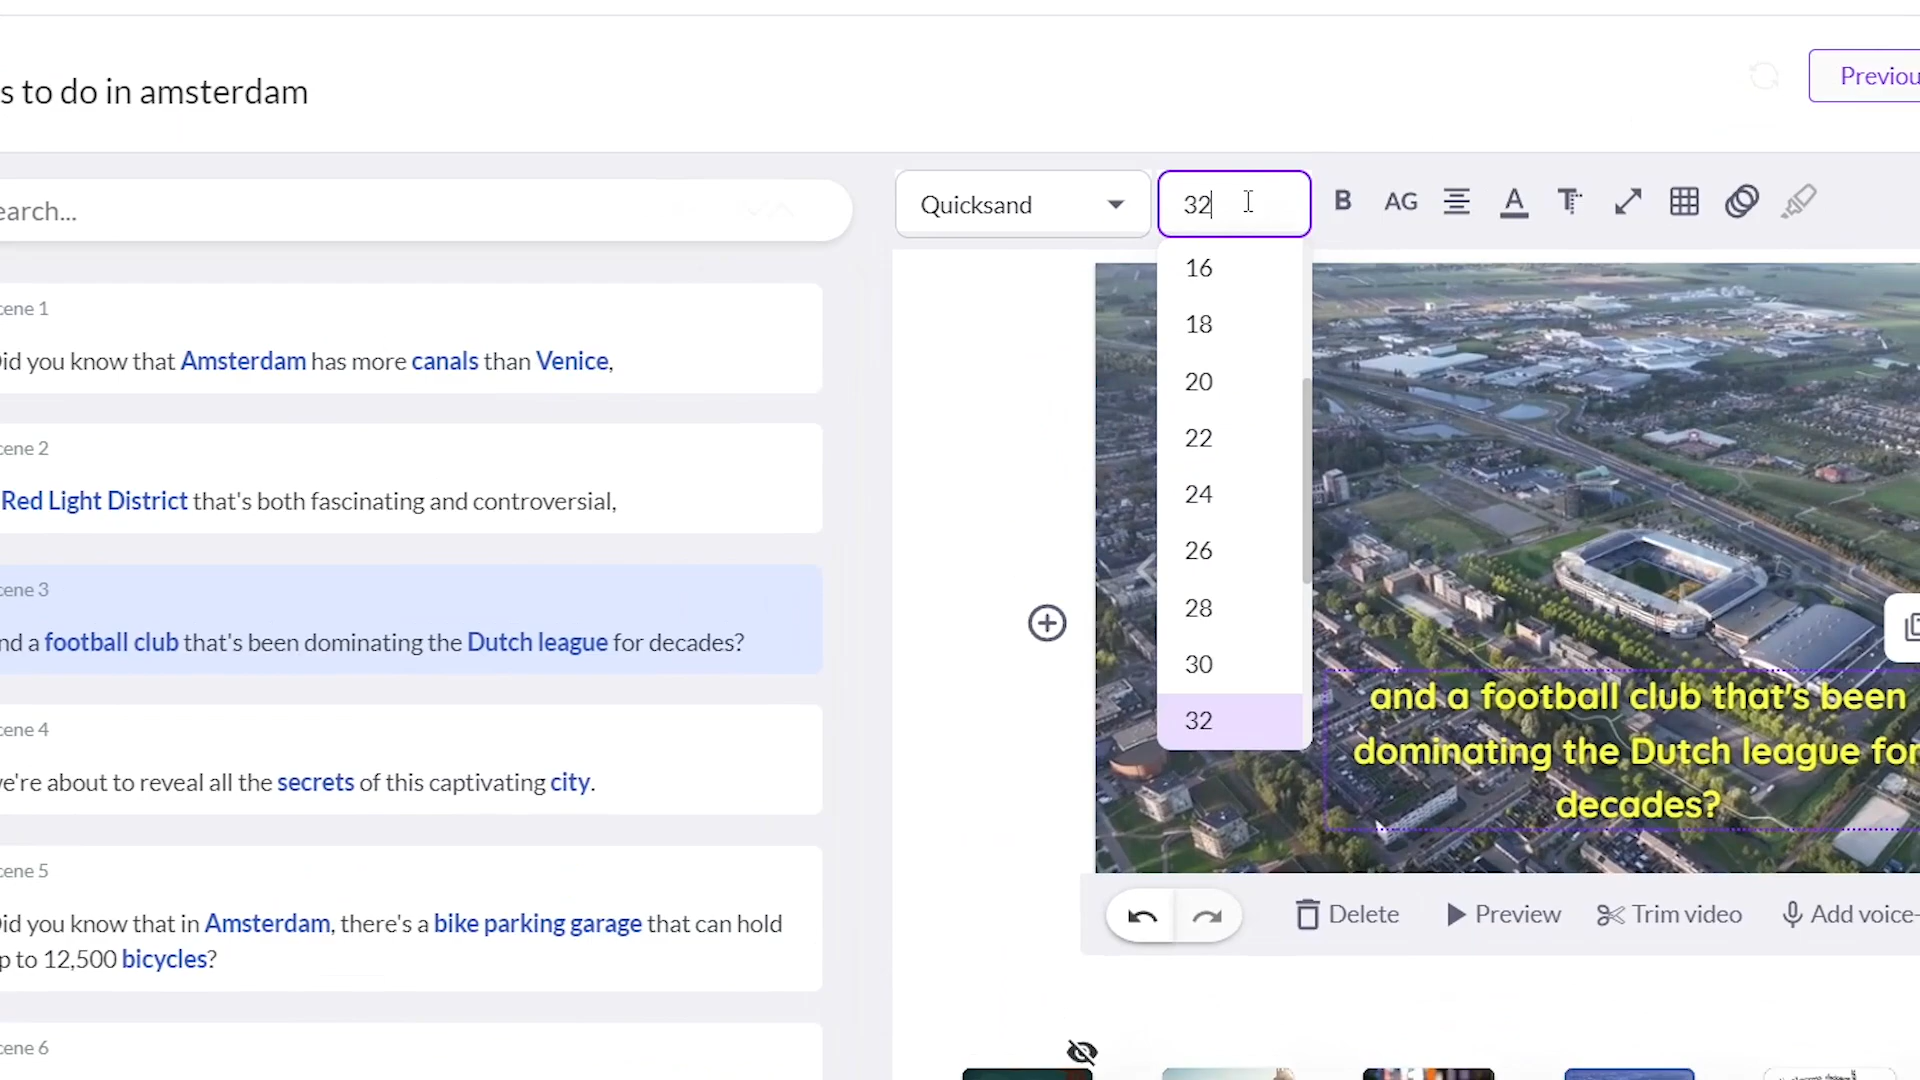 s to do in amsterdam
Previou
earch...
Quicksand
32
B
AG
A
T
16
18
20
22
24
26
28
30
32
cene 1
Did you know that Amsterdam has more canals than Venice,
cene 2
Red Light District that's both fascinating and controversial,
cene 3
nd a football club that's been dominating the Dutch league for decades?
cene 4
we're about to reveal all the secrets of this captivating city.
cene 5
Did you know that in Amsterdam, there's a bike parking garage that can hold
p to 12,500 bicycles?
cene 6
and a football club that's been
dominating the Dutch league for
decades?
Delete
Preview
Trim video
Add voice-